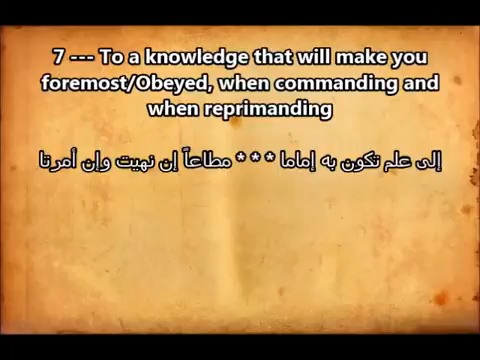 7 --- To a knowledge that will make you
foremost/Obeyed, when commanding and
when reprimanding
إلى علم تكون به إماما * * * مطاعاً إن نهيت وإن أمرتا